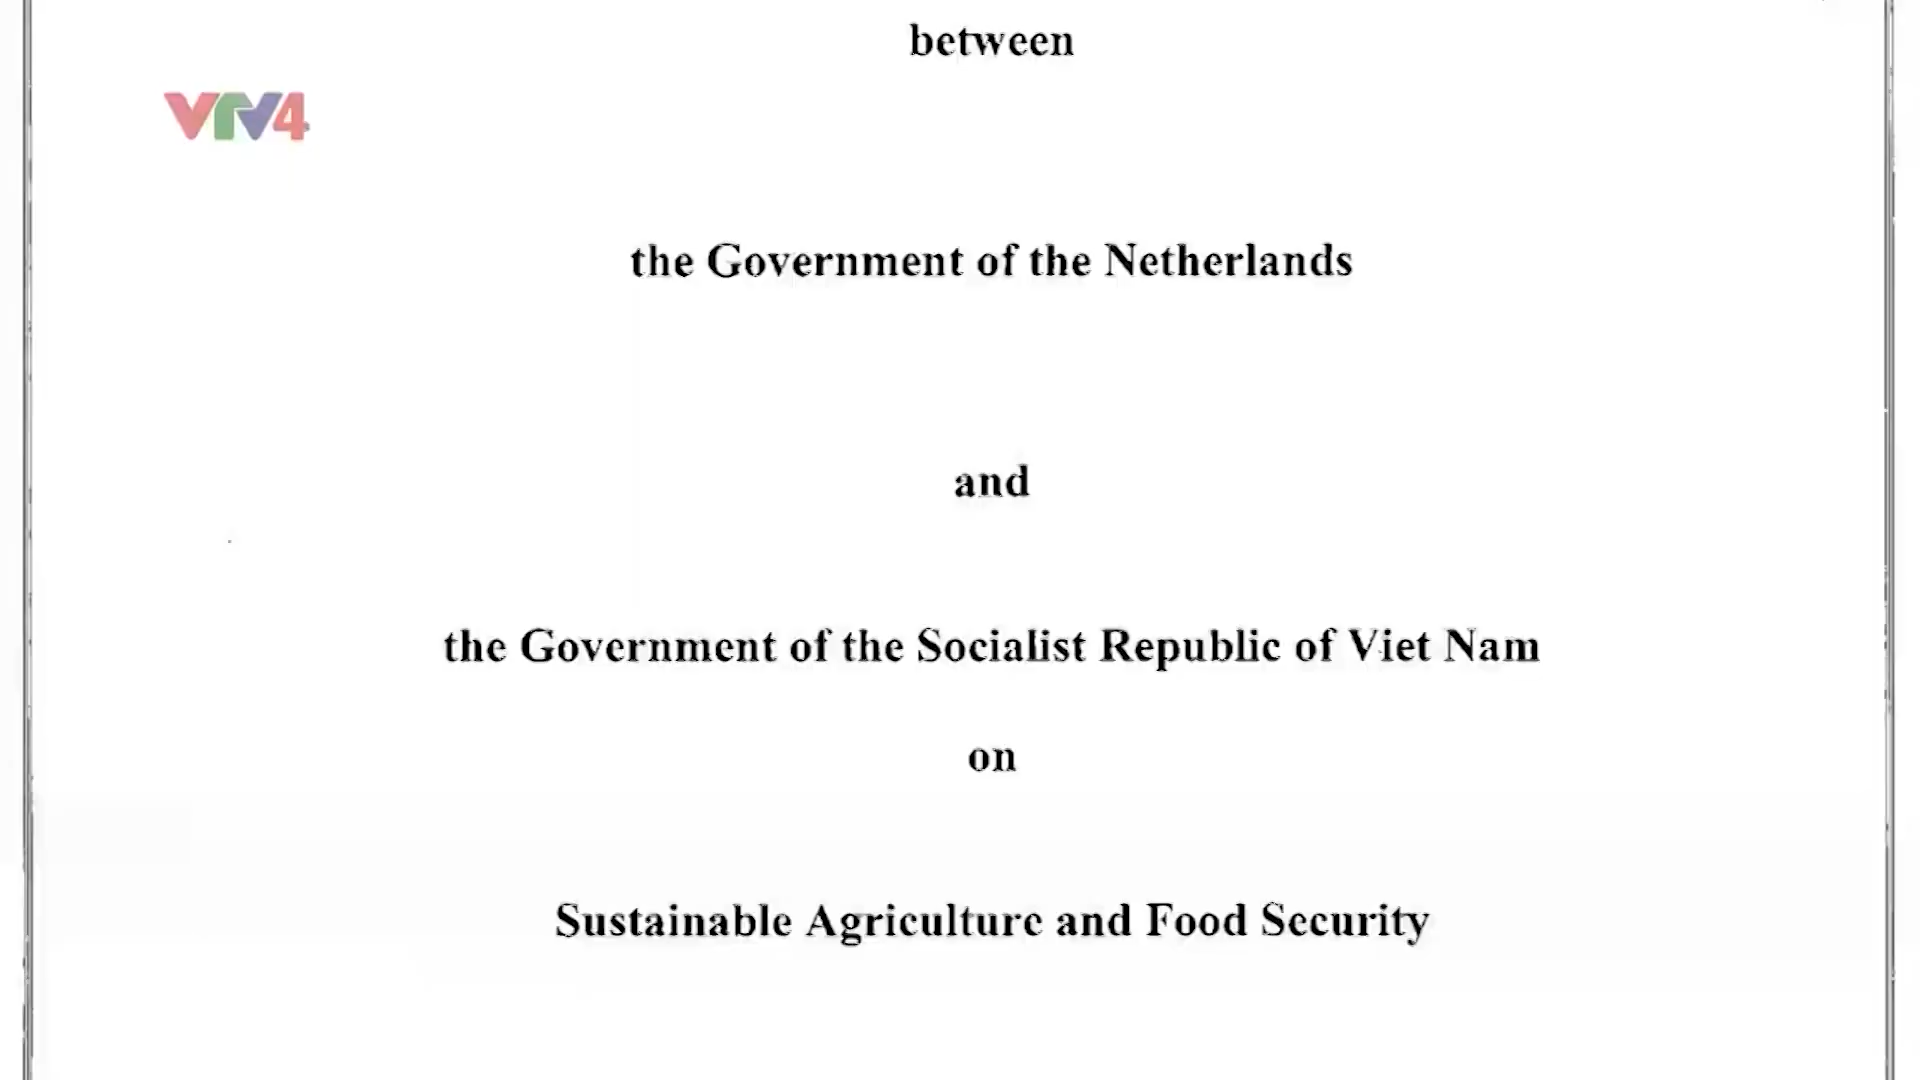 between
VTV4
the Government of the Netherlands
and
the Government of the Socialist Republic of Viet Nam
on
Sustainable Agriculture and Food Security